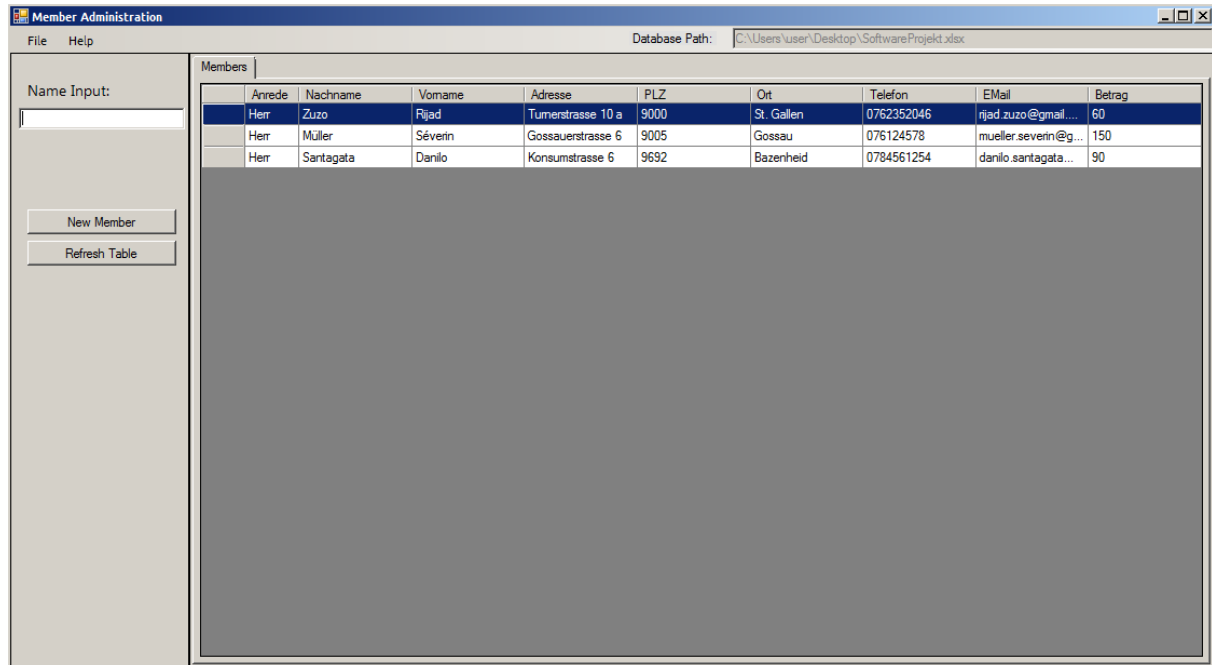 Member Administration
File Help Database Path: C:\Users\user\Desktop\SoftwareProjekt.xlsx
Members
Name Input:
Anrede Nachname Vorname Adresse PLZ Ort Telefon EMail Betrag
Herr Zuzo Rijad Turnerstrasse 10 a 9000 St. Gallen 0762352046 rijad.zuzo@gmail.... 60
Herr Müller Séverin Gossauerstrasse 6 9005 Gossau 076124578 mueller.severin@g... 150
Herr Santagata Danilo Konsumstrasse 6 9692 Bazenheid 0784561254 danilo.santagata... 90
New Member
Refresh Table